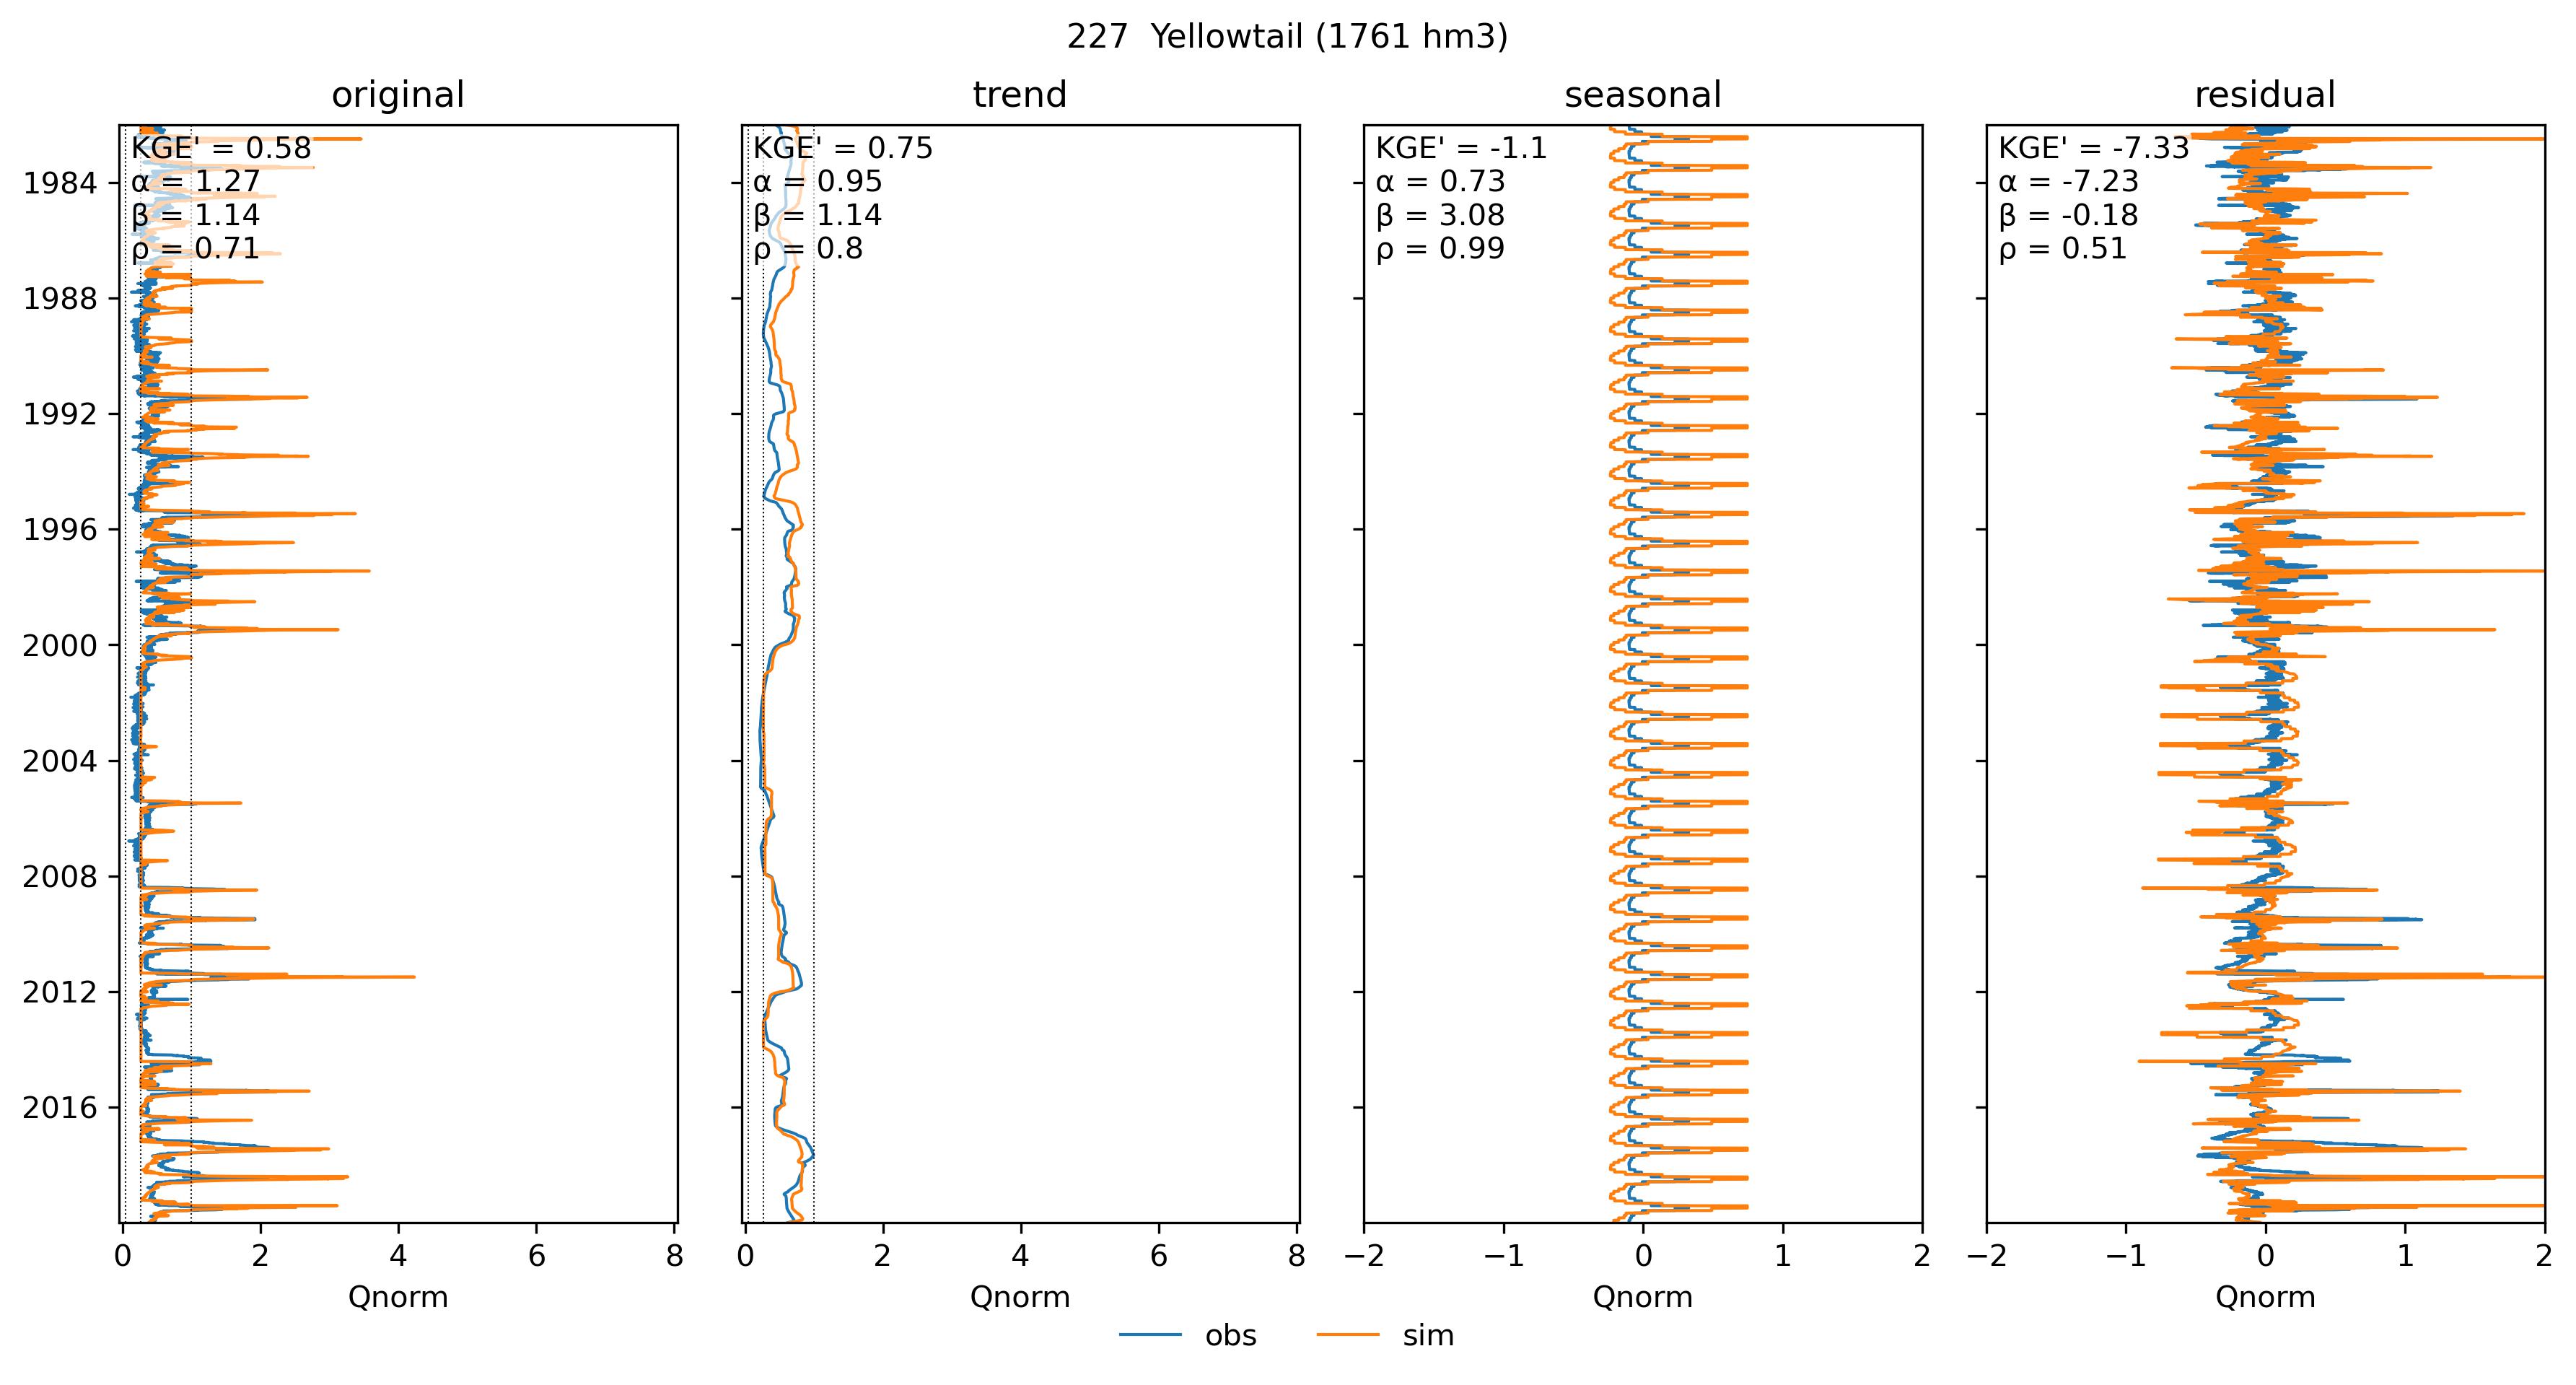 227  Yellowtail (1761 hm3)
original
trend
seasonal
residual
KGE' = 0.58
α = 1.27
β = 1.14
ρ = 0.71
KGE' = 0.75
α = 0.95
β = 1.14
ρ = 0.8
KGE' = -1.1
α = 0.73
β = 3.08
ρ = 0.99
KGE' = -7.33
α = -7.23
β = -0.18
ρ = 0.51
1984
1988
1992
1996
2000
2004
2008
2012
2016
0 2 4 6 8
0 2 4 6 8
−2 −1 0 1 2
−2 −1 0 1 2
Qnorm
Qnorm
Qnorm
Qnorm
obs
sim